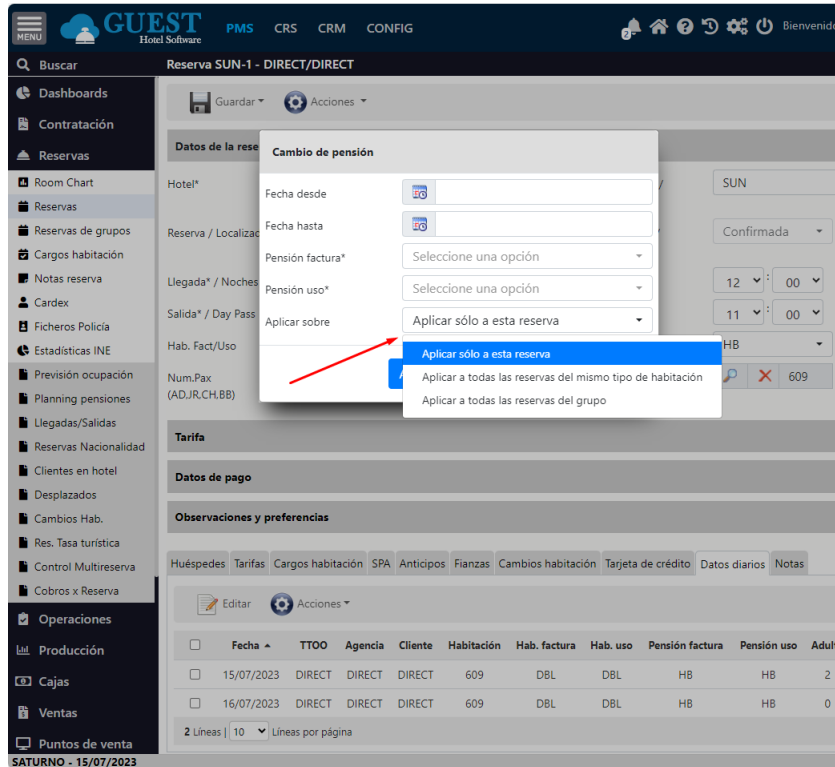 MENU
GUEST
Hotel Software
PMS CRS CRM CONFIG
2
Bienvenido
Buscar
Dashboards
Contratación
Reservas
Room Chart
Reservas
Reservas de grupos
Cargos habitación
Notas reserva
Cardex
Ficheros Policía
Estadísticas INE
Previsión ocupación
Planning pensiones
Llegadas/Salidas
Reservas Nacionalidad
Clientes en hotel
Desplazados
Cambios Hab.
Res. Tasa turística
Control Multireserva
Cobros x Reserva
Operaciones
Producción
Cajas
Ventas
Puntos de venta
SATURNO - 15/07/2023
Reserva SUN-1 - DIRECT/DIRECT
Guardar Acciones
Datos de la rese
Hotel* / SUN
Reserva / Localizac Confirmada
Llegada* / Noches 12 : 00
Salida* / Day Pass 11 : 00
Hab. Fact/Uso HB
Num.Pax 609
(AD,JR,CH,BB)
Cambio de pensión
Fecha desde
Fecha hasta
Pensión factura* Seleccione una opción
Pensión uso* Seleccione una opción
Aplicar sobre Aplicar sólo a esta reserva
Aplicar sólo a esta reserva
Aplicar a todas las reservas del mismo tipo de habitación
Aplicar a todas las reservas del grupo
Tarifa
Datos de pago
Observaciones y preferencias
Huéspedes Tarifas Cargos habitación SPA Anticipos Fianzas Cambios habitación Tarjeta de crédito Datos diarios Notas
Editar Acciones
Fecha TTOO Agencia Cliente Habitación Hab. factura Hab. uso Pensión factura Pensión uso Adul
15/07/2023 DIRECT DIRECT DIRECT 609 DBL DBL HB HB 2
16/07/2023 DIRECT DIRECT DIRECT 609 DBL DBL HB HB 0
2 Líneas | 10 Líneas por página